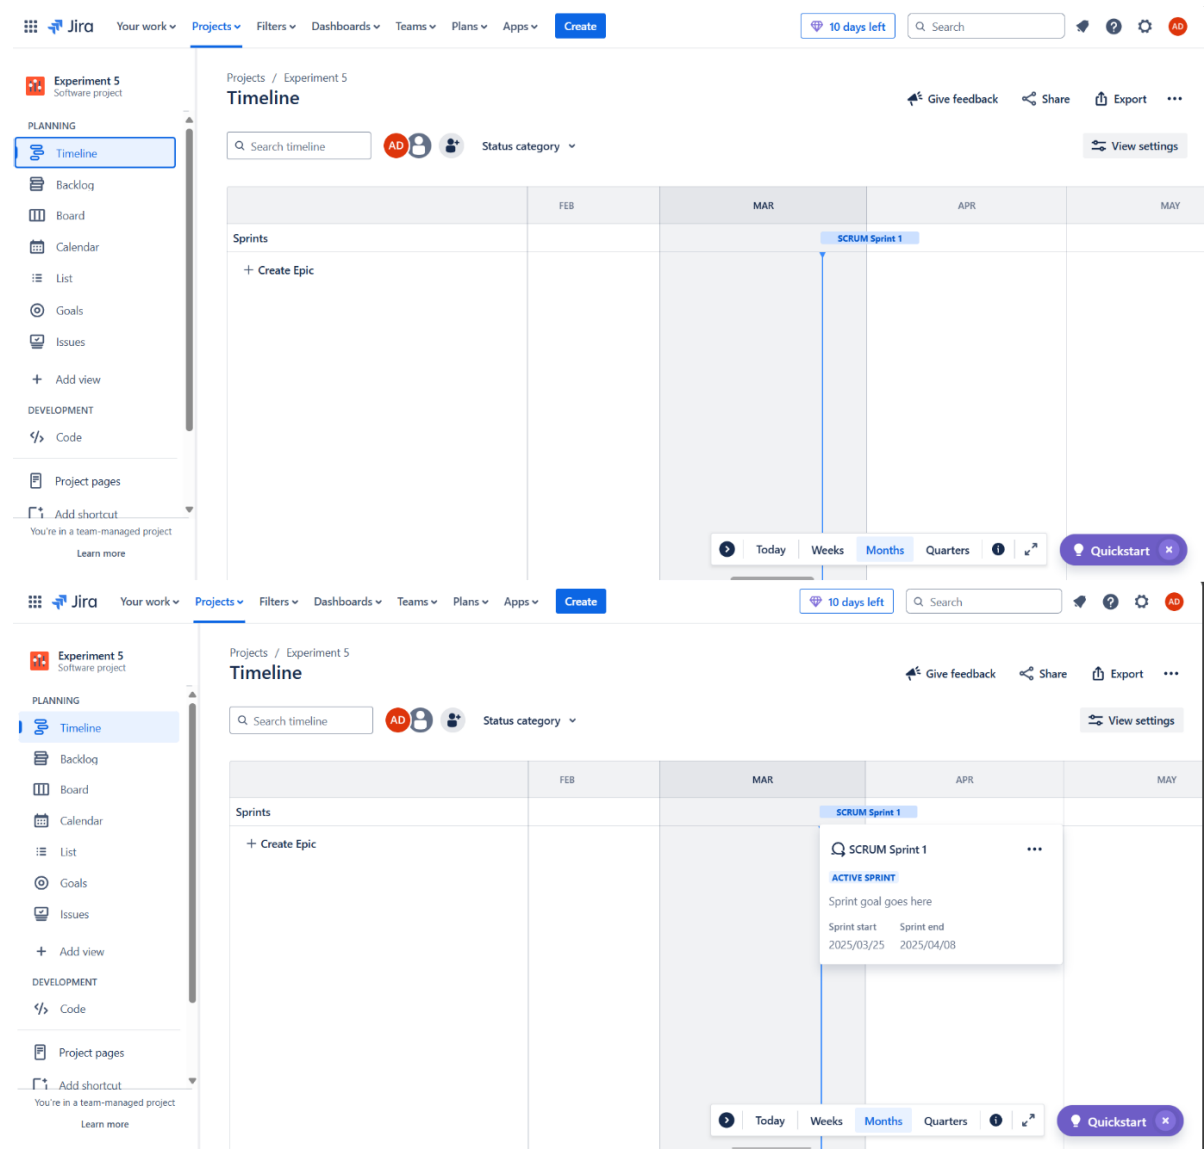 Jira Your work Projects Filters Dashboards Teams Plans Apps Create 10 days left Search AD
Experiment 5
Software project
PLANNING
Timeline
Backlog
Board
Calendar
List
Goals
Issues
Add view
DEVELOPMENT
Code
Project pages
Add shortcut
You're in a team-managed project
Learn more
Projects / Experiment 5
Timeline
Give feedback Share Export
Search timeline AD Status category View settings
FEB MAR APR MAY
Sprints SCRUM Sprint 1
+ Create Epic
Today Weeks Months Quarters Quickstart
Jira Your work Projects Filters Dashboards Teams Plans Apps Create 10 days left Search AD
Experiment 5
Software project
PLANNING
Timeline
Backlog
Board
Calendar
List
Goals
Issues
Add view
DEVELOPMENT
Code
Project pages
Add shortcut
You're in a team-managed project
Learn more
Projects / Experiment 5
Timeline
Give feedback Share Export
Search timeline AD Status category View settings
FEB MAR APR MAY
Sprints SCRUM Sprint 1
+ Create Epic
SCRUM Sprint 1
ACTIVE SPRINT
Sprint goal goes here
Sprint start Sprint end
2025/03/25 2025/04/08
Today Weeks Months Quarters Quickstart